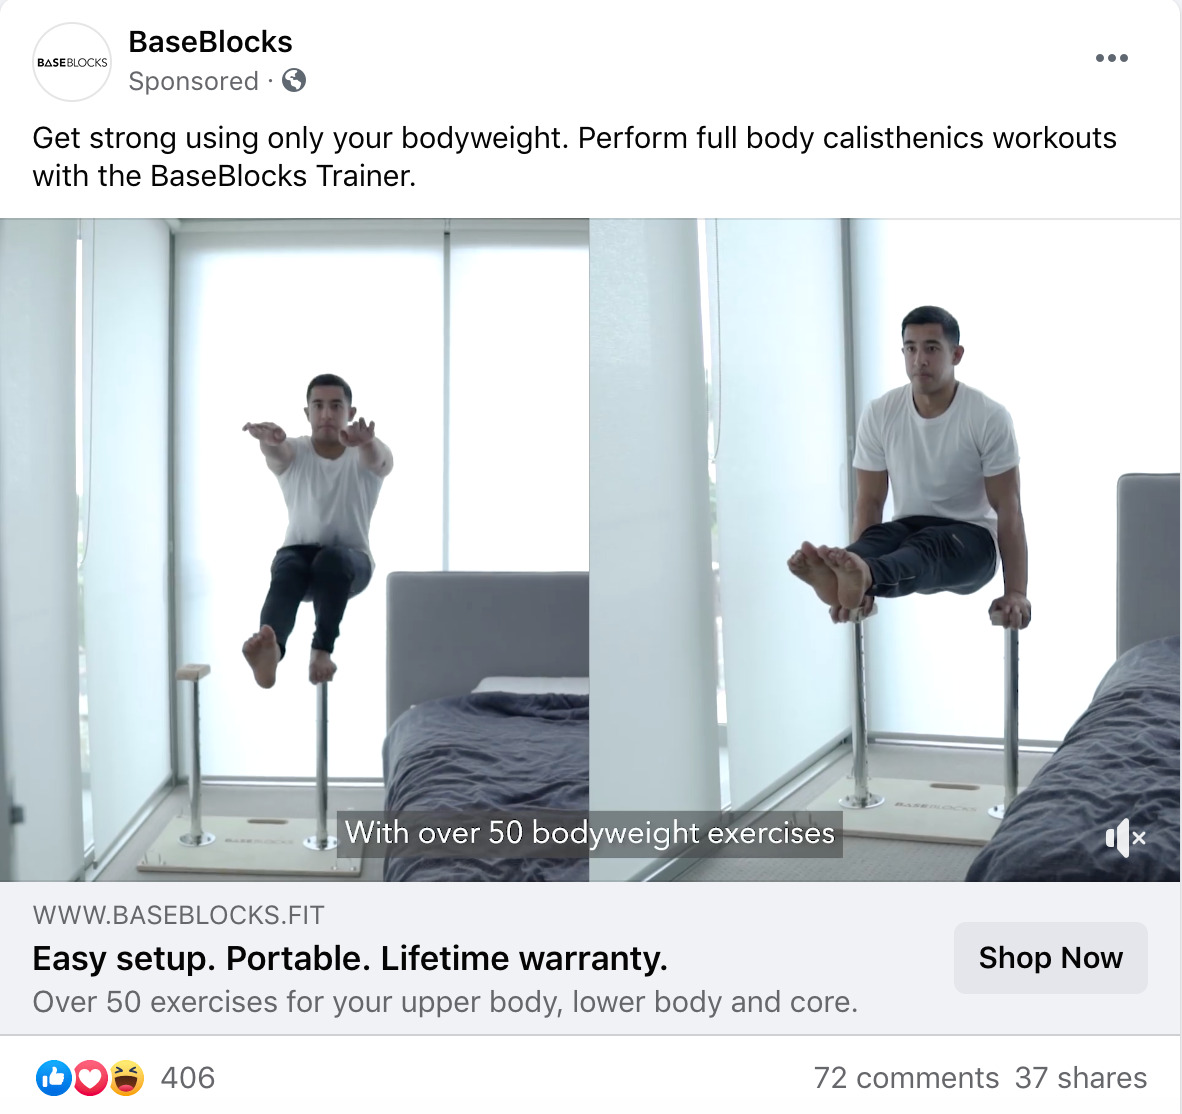 BASEBLOCKS
BaseBlocks
Sponsored ·
Get strong using only your bodyweight. Perform full body calisthenics workouts
with the BaseBlocks Trainer.
BASEBLOCKS
With over 50 bodyweight exercises
WWW.BASEBLOCKS.FIT
Easy setup. Portable. Lifetime warranty.
Shop Now
Over 50 exercises for your upper body, lower body and core.
406
72 comments 37 shares